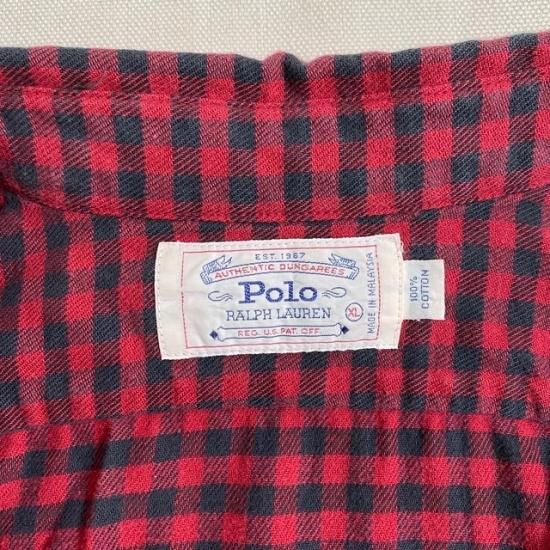 EST. 1967
AUTHENTIC DUNGAREES
Polo
RALPH LAUREN
XL
REG. U.S. PAT. OFF.
MADE IN MALAYSIA
100%
COTTON